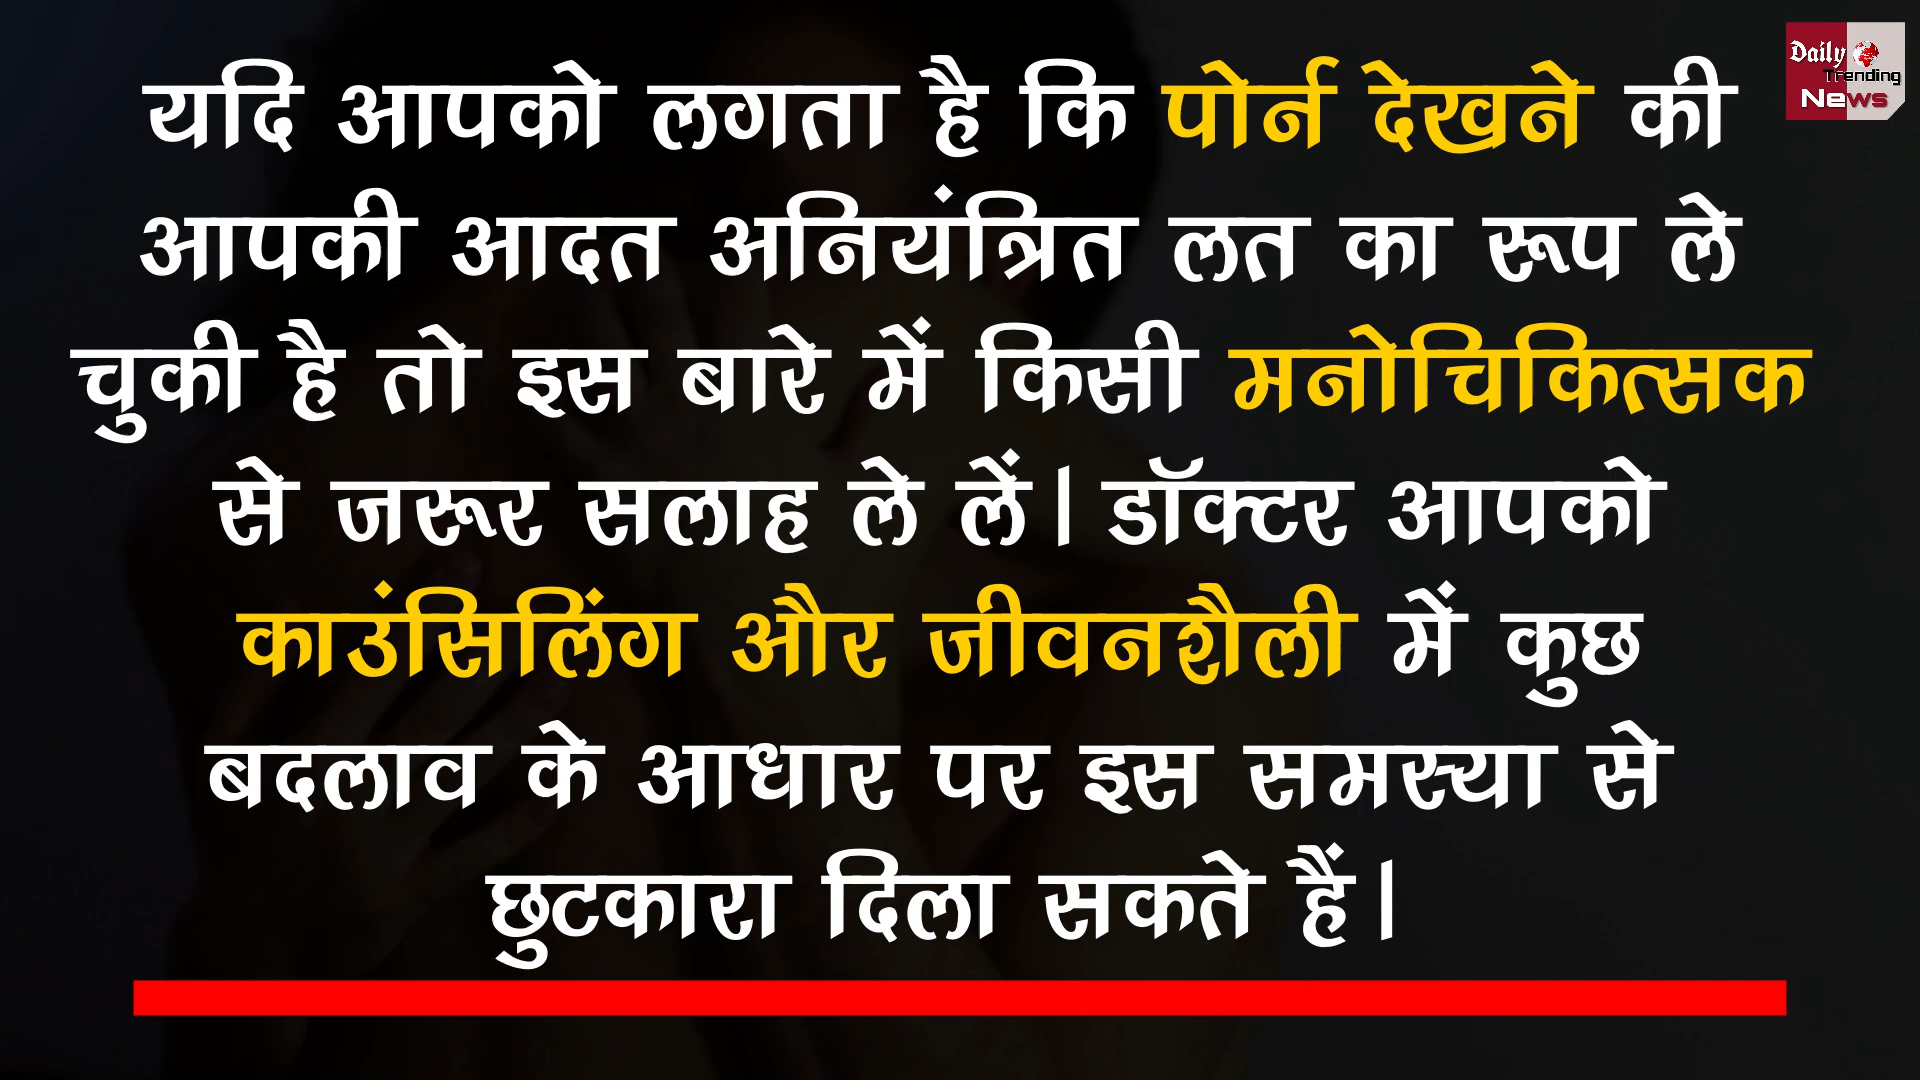 Daily
Trending
News
यदि आपको लगता है कि पोर्न देखने की
आपकी आदत अनियंत्रित लत का रूप ले
चुकी है तो इस बारे में किसी मनोचिकित्सक
से जरूर सलाह ले लें। डॉक्टर आपको
काउंसिलिंग और जीवनशैली में कुछ
बदलाव के आधार पर इस समस्या से
छुटकारा दिला सकते हैं।